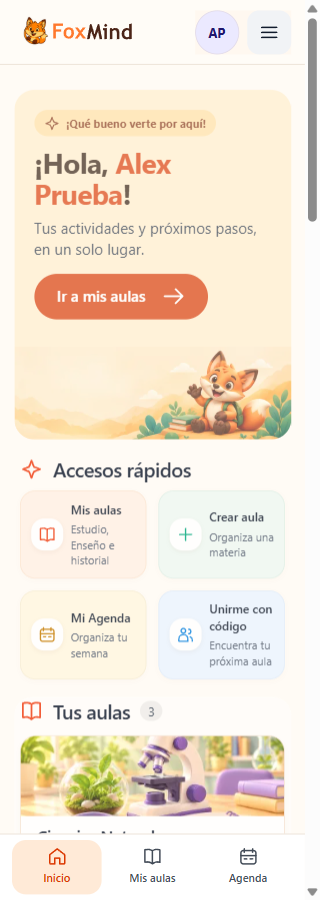 FoxMind
AP
¡Qué bueno verte por aquí!
¡Hola, Alex
Prueba!
Tus actividades y próximos pasos,
en un solo lugar.
Ir a mis aulas
Accesos rápidos
Mis aulas
Estudio,
Enseño e
historial
Crear aula
Organiza una
materia
Mi Agenda
Organiza tu
semana
Unirme con
código
Encuentra tu
próxima aula
Tus aulas 3
Inicio
Mis aulas
Agenda